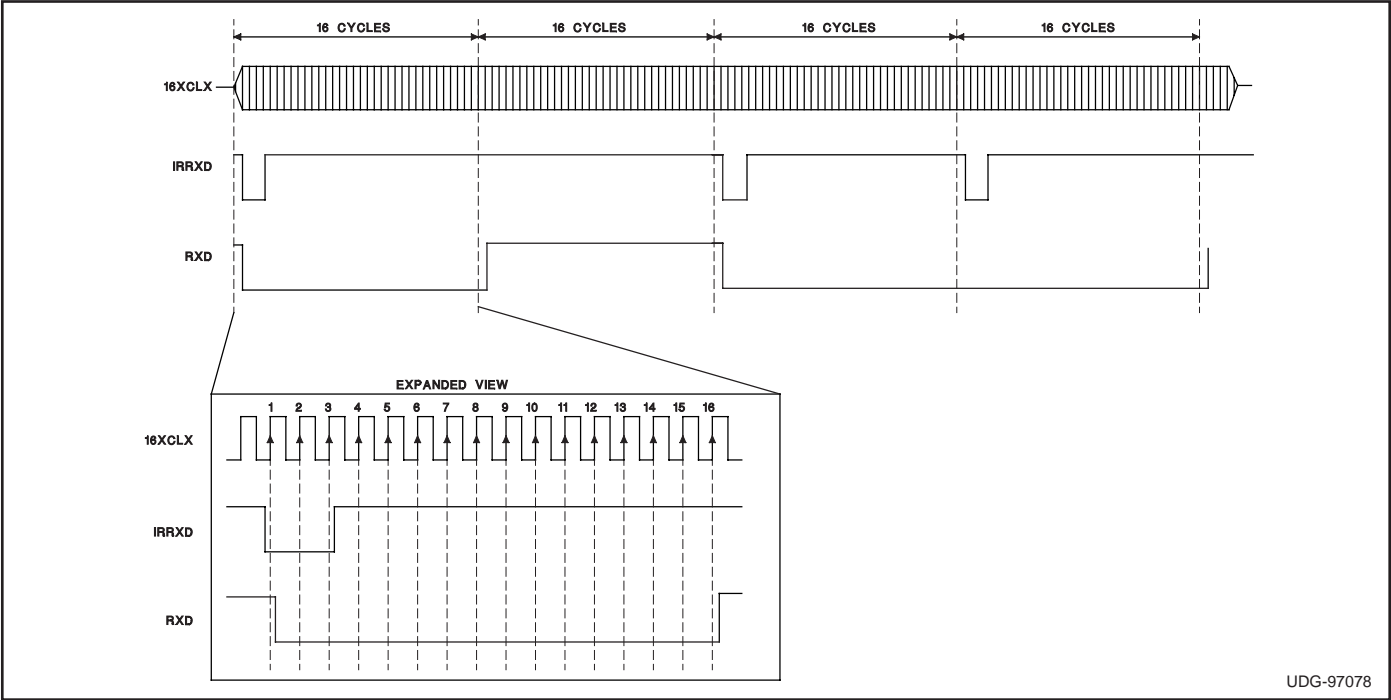 16 CYCLES 16 CYCLES 16 CYCLES 16 CYCLES
16XCLX
IRRXD
RXD
EXPANDED VIEW
1 2 3 4 5 6 7 8 9 10 11 12 13 14 15 16
16XCLX
IRRXD
RXD
UDG-97078